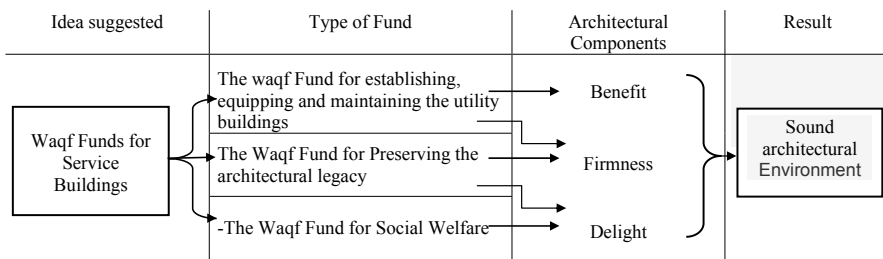 Idea suggested
Type of Fund
Architectural
Components
Result
The waqf Fund for establishing,
equipping and maintaining the utility
buildings
Benefit
Waqf Funds for
Service
Buildings
The Waqf Fund for Preserving the
architectural legacy
Firmness
Sound
architectural
Environment
-The Waqf Fund for Social Welfare
Delight